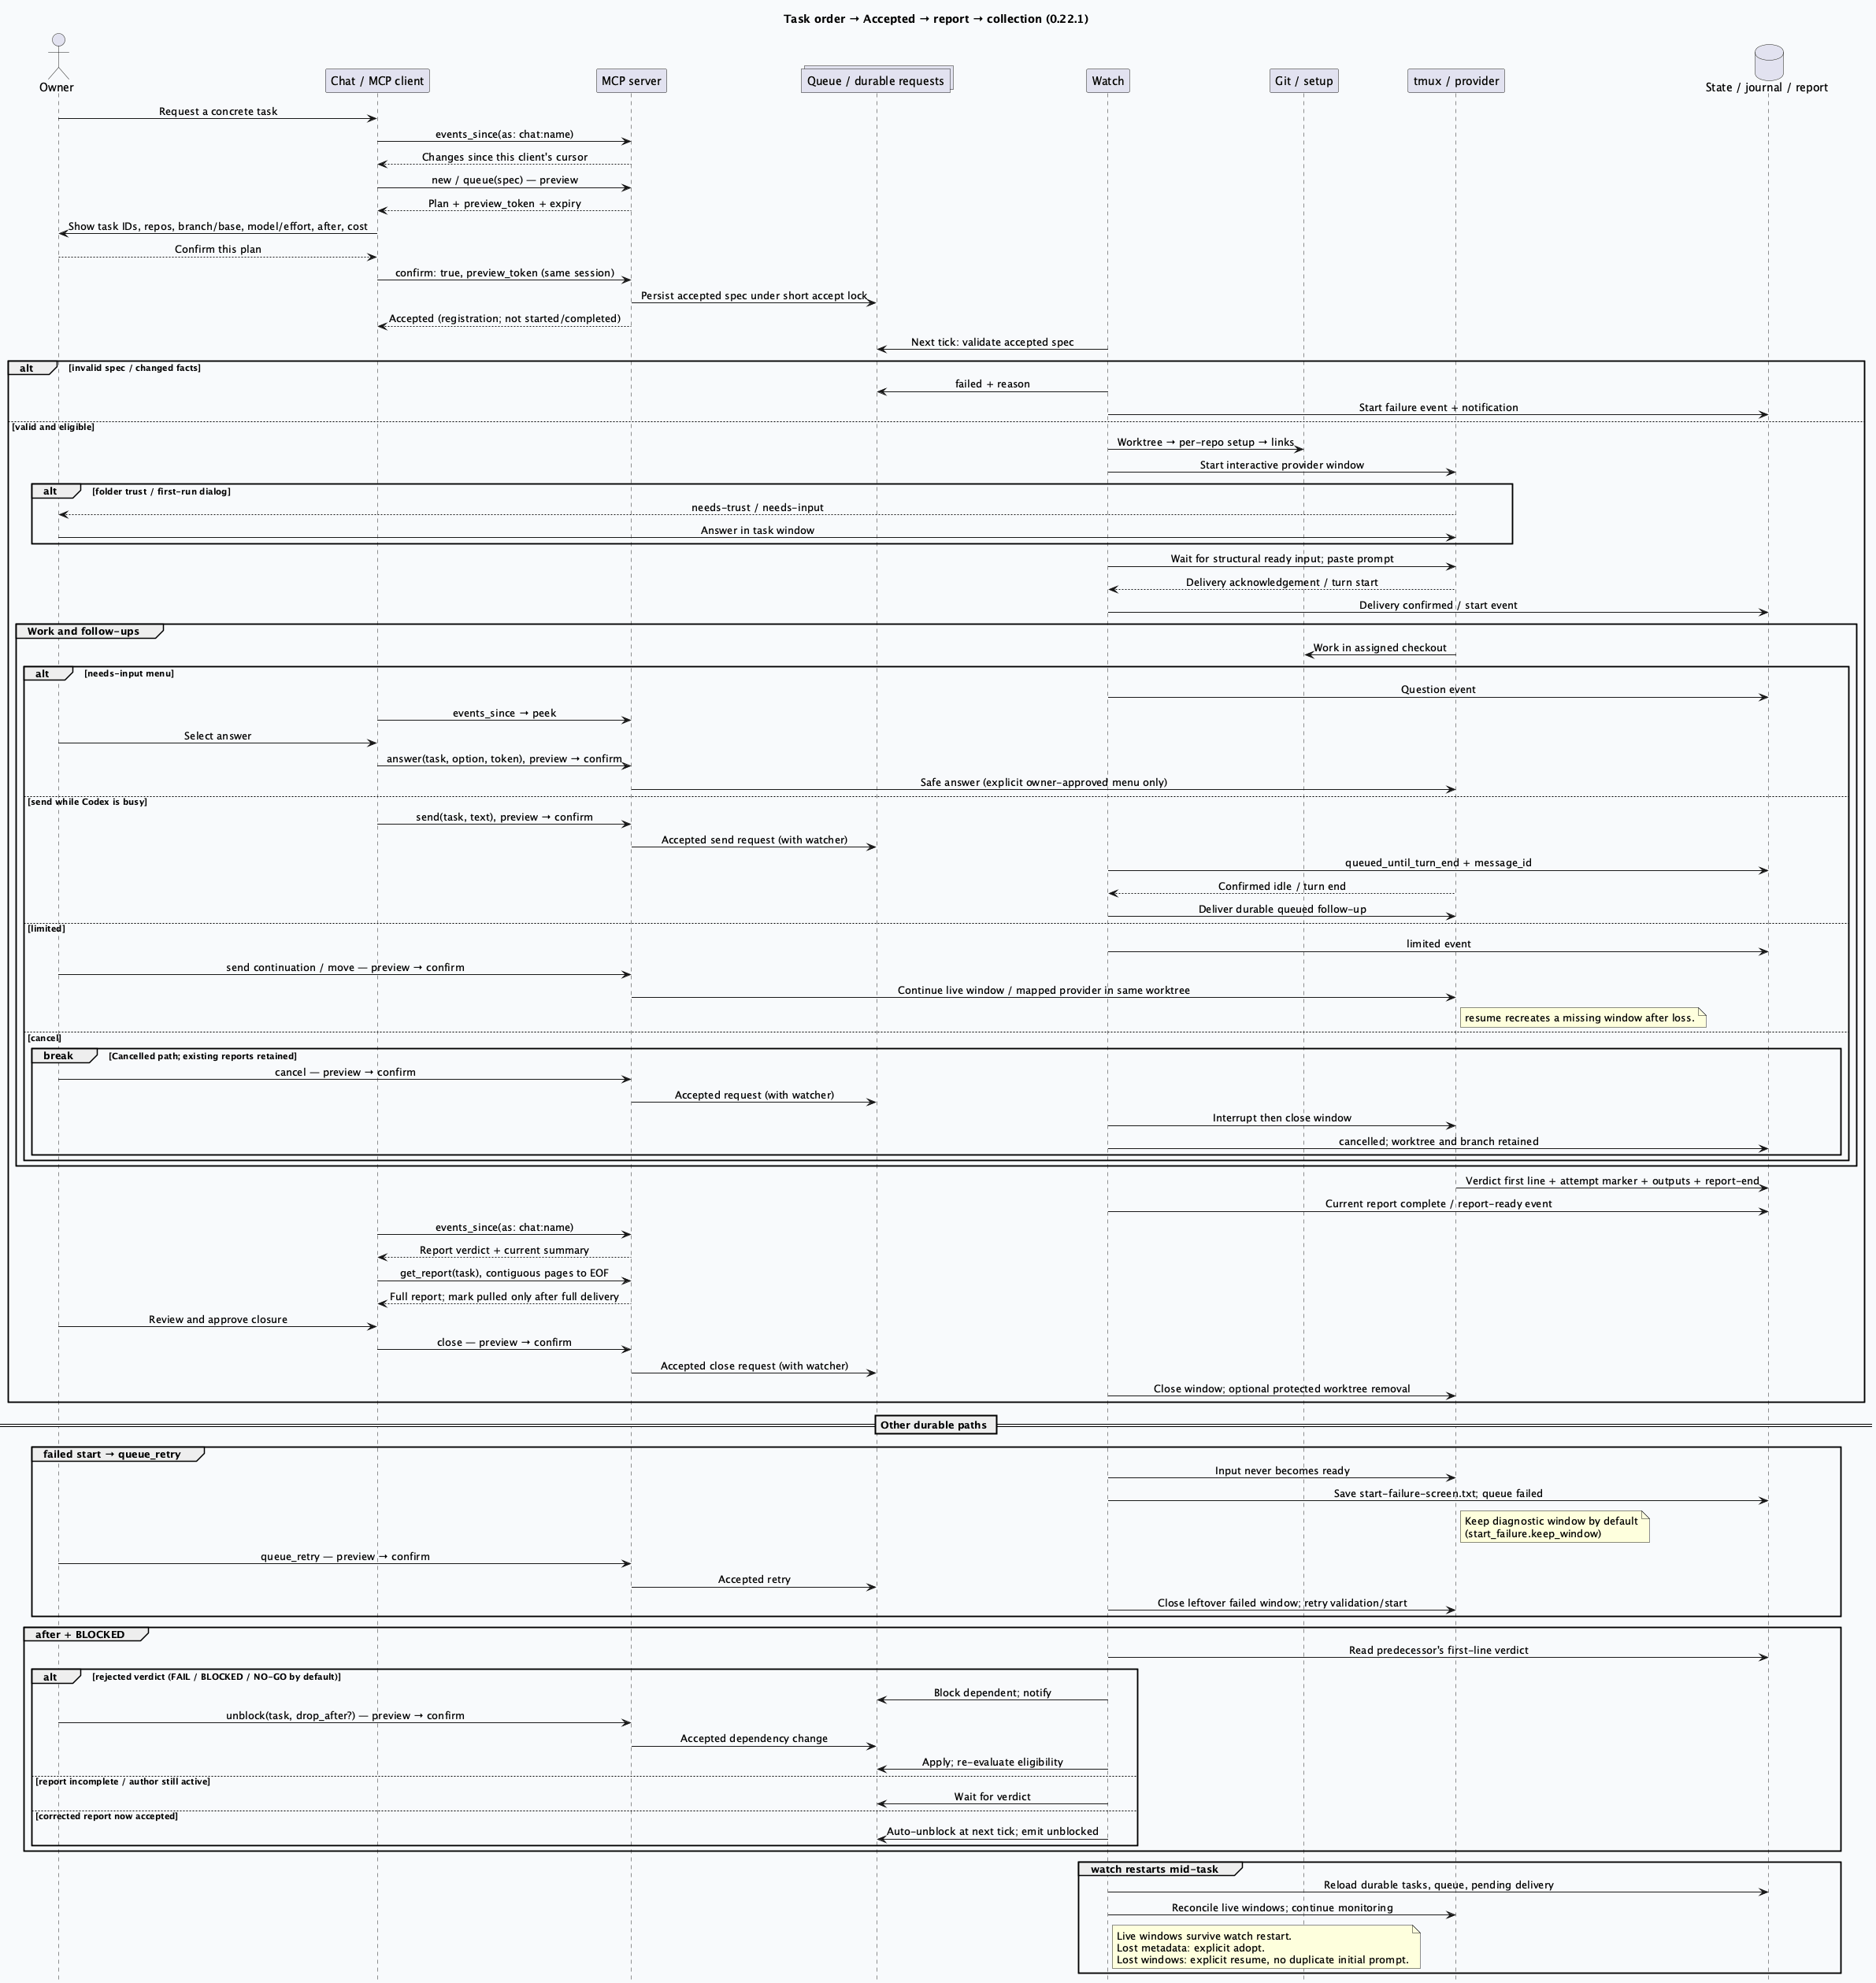 Task order → Accepted → report → collection (0.22.1)
Owner
Chat / MCP client
MCP server
Queue / durable requests
Watch
Git / setup
tmux / provider
State / journal / report
Request a concrete task
events_since(as: chat:name)
Changes since this client's cursor
new / queue(spec) — preview
Plan + preview_token + expiry
Show task IDs, repos, branch/base, model/effort, after, cost
Confirm this plan
confirm: true, preview_token (same session)
Persist accepted spec under short accept lock
Accepted (registration; not started/completed)
Next tick: validate accepted spec
alt
[invalid spec / changed facts]
failed + reason
Start failure event + notification
[valid and eligible]
Worktree → per-repo setup → links
Start interactive provider window
alt
[folder trust / first-run dialog]
needs-trust / needs-input
Answer in task window
Wait for structural ready input; paste prompt
Delivery acknowledgement / turn start
Delivery confirmed / start event
Work and follow-ups
Work in assigned checkout
alt
[needs-input menu]
Question event
events_since → peek
Select answer
answer(task, option, token), preview → confirm
Safe answer (explicit owner-approved menu only)
[send while Codex is busy]
send(task, text), preview → confirm
Accepted send request (with watcher)
queued_until_turn_end + message_id
Confirmed idle / turn end
Deliver durable queued follow-up
[limited]
limited event
send continuation / move — preview → confirm
Continue live window / mapped provider in same worktree
resume recreates a missing window after loss.
[cancel]
break
[Cancelled path; existing reports retained]
cancel — preview → confirm
Accepted request (with watcher)
Interrupt then close window
cancelled; worktree and branch retained
Verdict first line + attempt marker + outputs + report-end
Current report complete / report-ready event
events_since(as: chat:name)
Report verdict + current summary
get_report(task), contiguous pages to EOF
Full report; mark pulled only after full delivery
Review and approve closure
close — preview → confirm
Accepted close request (with watcher)
Close window; optional protected worktree removal
Other durable paths
failed start → queue_retry
Input never becomes ready
Save start-failure-screen.txt; queue failed
Keep diagnostic window by default
(start_failure.keep_window)
queue_retry — preview → confirm
Accepted retry
Close leftover failed window; retry validation/start
after + BLOCKED
Read predecessor's first-line verdict
alt
[rejected verdict (FAIL / BLOCKED / NO-GO by default)]
Block dependent; notify
unblock(task, drop_after?) — preview → confirm
Accepted dependency change
Apply; re-evaluate eligibility
[report incomplete / author still active]
Wait for verdict
[corrected report now accepted]
Auto-unblock at next tick; emit unblocked
watch restarts mid-task
Reload durable tasks, queue, pending delivery
Reconcile live windows; continue monitoring
Live windows survive watch restart.
Lost metadata: explicit adopt.
Lost windows: explicit resume, no duplicate initial prompt.